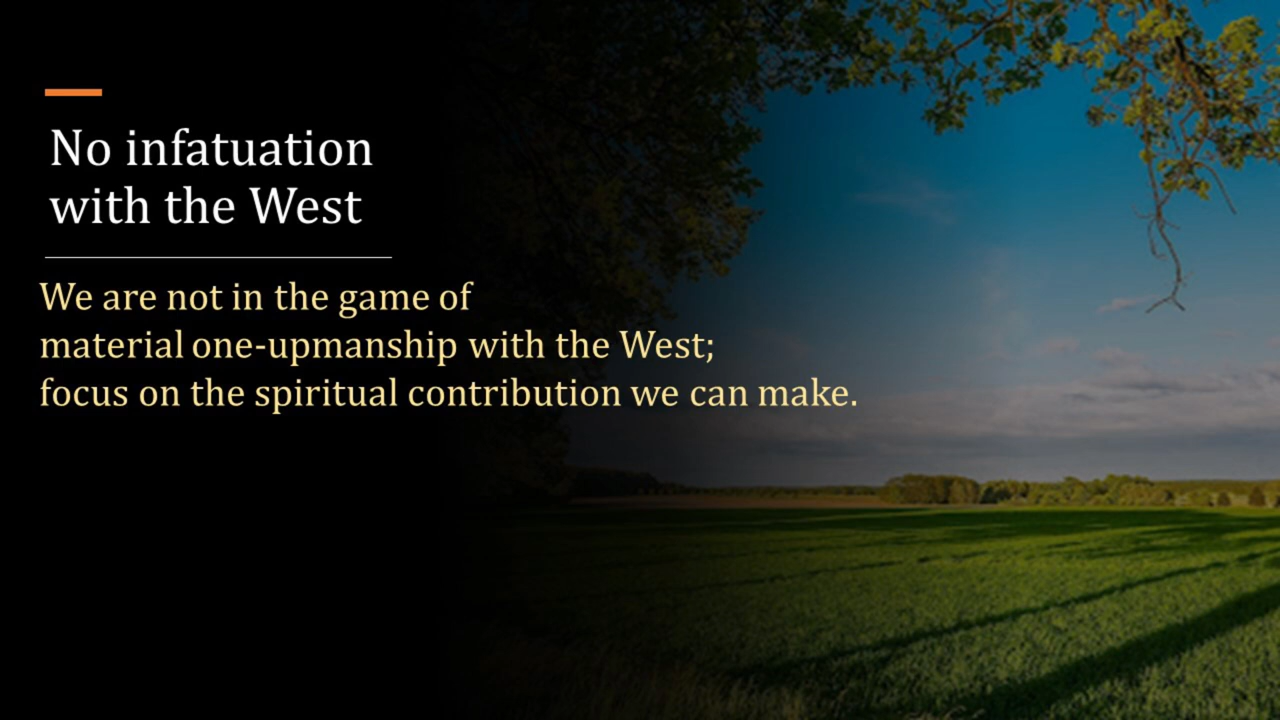 No infatuation
with the West
We are not in the game of
material one-upmanship with the West;
focus on the spiritual contribution we can make.